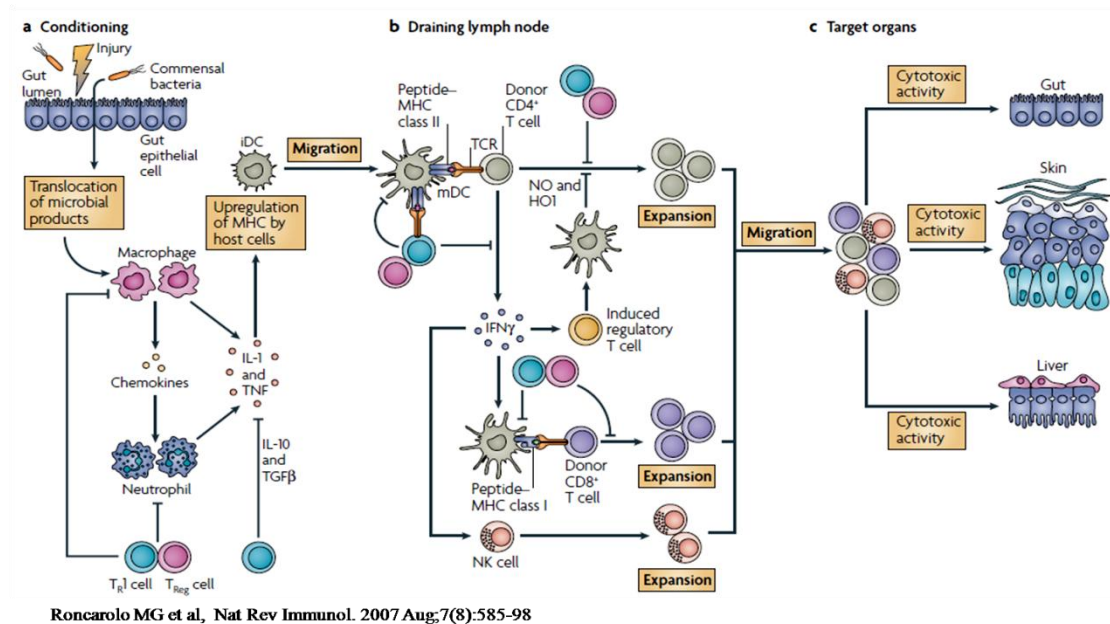 a Conditioning
Injury
Gut
lumen
Commensal
bacteria
Gut
epithelial
cell
Translocation
of microbial
products
Macrophage
Chemokines
Neutrophil
T_R1 cell
T_Reg cell
IL-1
and
TNF
IL-10
and
TGFβ
iDC
Upregulation
of MHC by
host cells
Migration
b Draining lymph node
Peptide–
MHC
class II
Donor
CD4⁺
T cell
TCR
mDC
NO and
HO1
Expansion
IFNγ
Induced
regulatory
T cell
Peptide–
MHC class I
Donor
CD8⁺
T cell
Expansion
NK cell
Expansion
Migration
c Target organs
Cytotoxic
activity
Gut
Skin
Cytotoxic
activity
Liver
Cytotoxic
activity
Roncarolo MG et al, Nat Rev Immunol. 2007 Aug;7(8):585-98